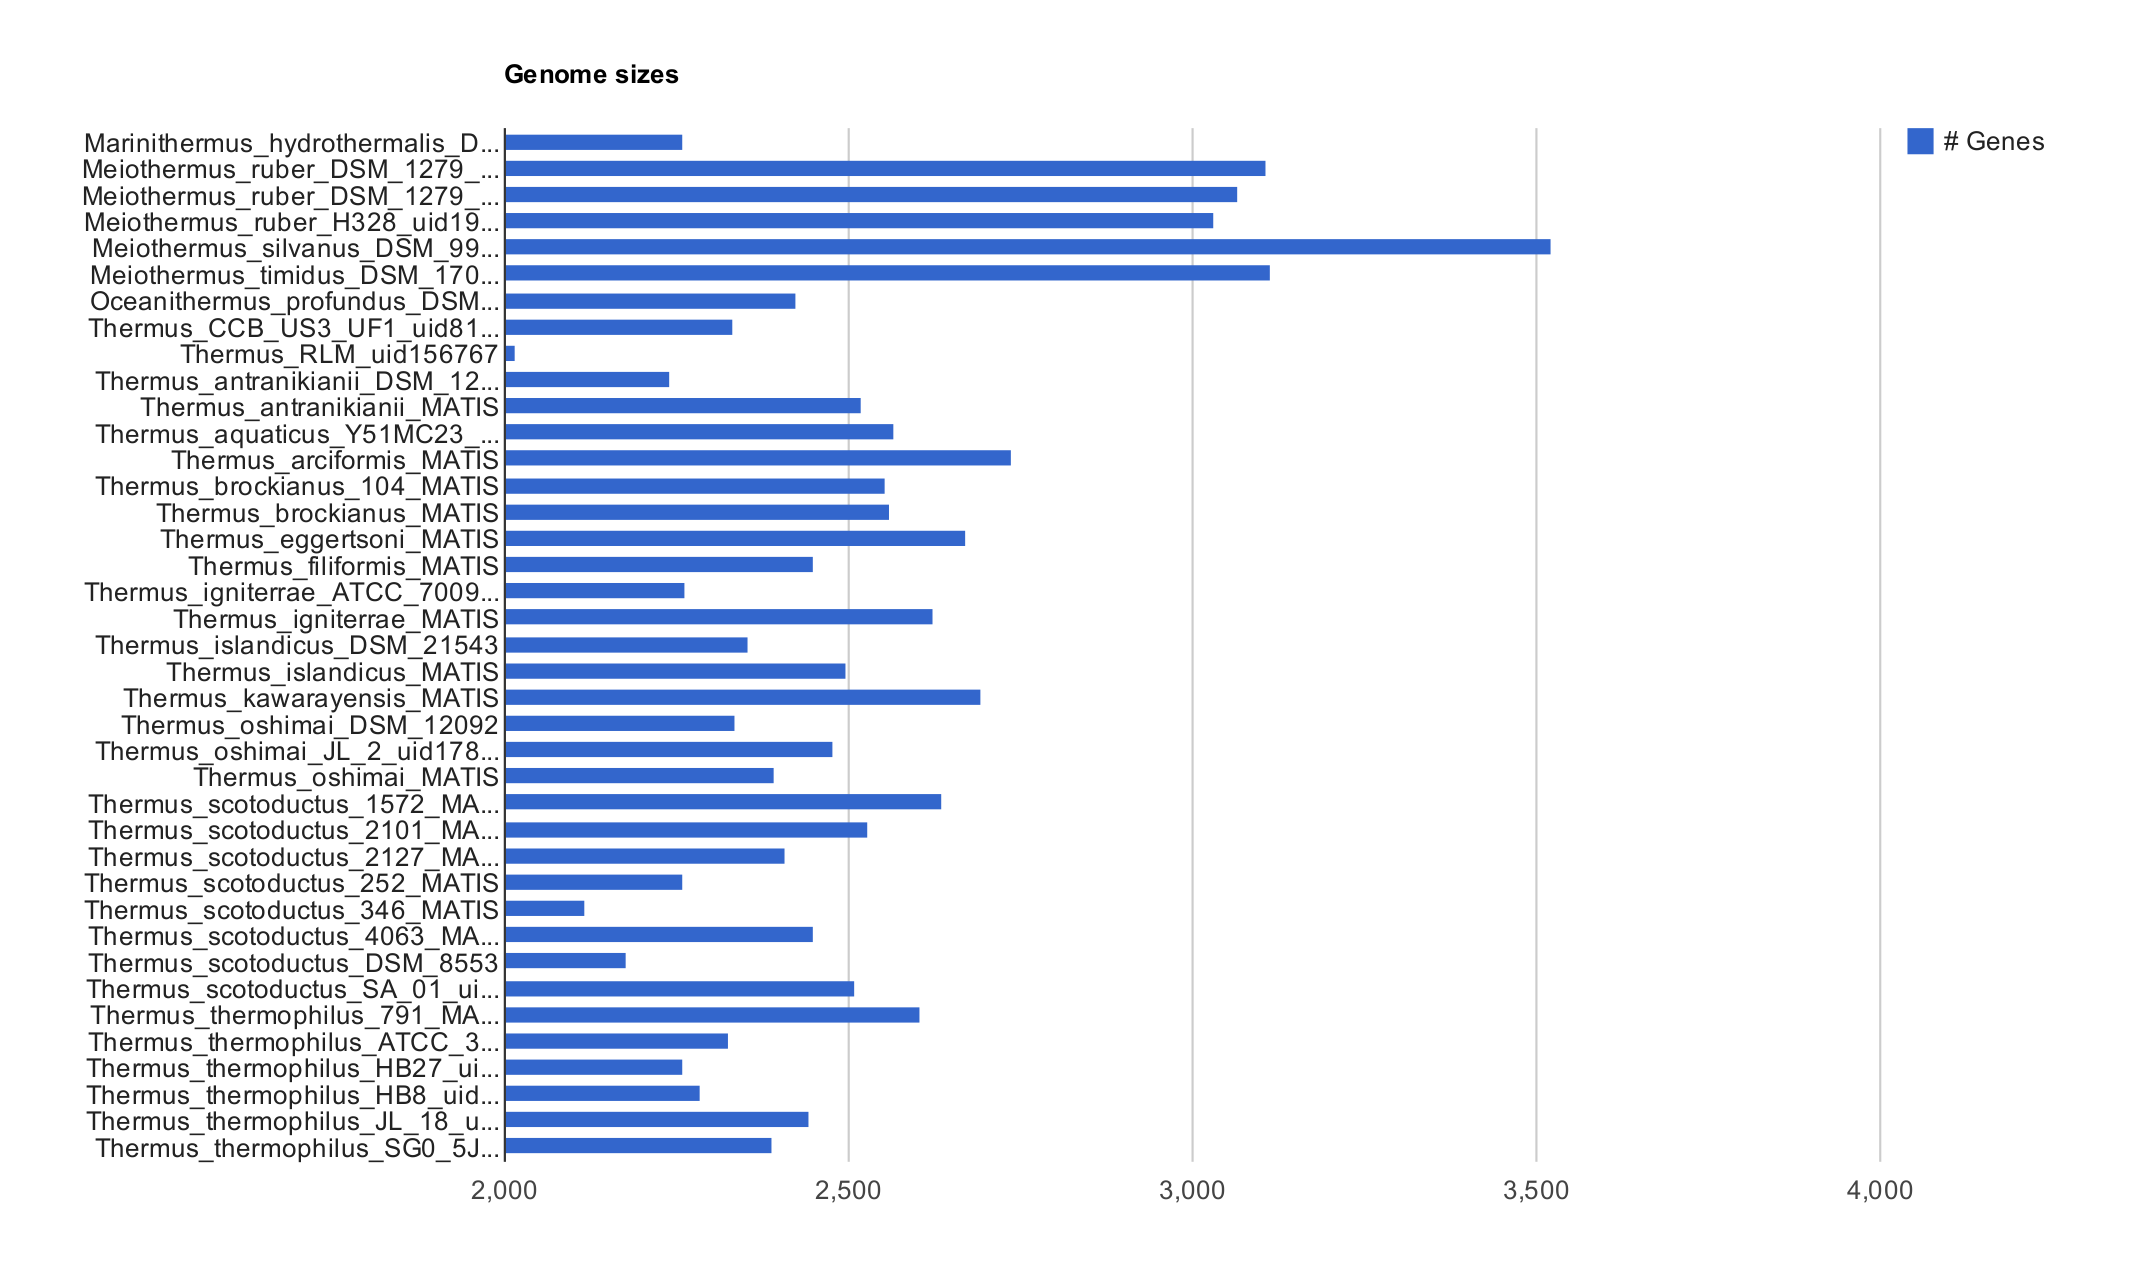 Genome sizes
# Genes
Marinithermus_hydrothermalis_D...
Meiothermus_ruber_DSM_1279_...
Meiothermus_ruber_DSM_1279_...
Meiothermus_ruber_H328_uid19...
Meiothermus_silvanus_DSM_99...
Meiothermus_timidus_DSM_170...
Oceanithermus_profundus_DSM...
Thermus_CCB_US3_UF1_uid81...
Thermus_RLM_uid156767
Thermus_antranikianii_DSM_12...
Thermus_antranikianii_MATIS
Thermus_aquaticus_Y51MC23_...
Thermus_arciformis_MATIS
Thermus_brockianus_104_MATIS
Thermus_brockianus_MATIS
Thermus_eggertsoni_MATIS
Thermus_filiformis_MATIS
Thermus_igniterrae_ATCC_7009...
Thermus_igniterrae_MATIS
Thermus_islandicus_DSM_21543
Thermus_islandicus_MATIS
Thermus_kawarayensis_MATIS
Thermus_oshimai_DSM_12092
Thermus_oshimai_JL_2_uid178...
Thermus_oshimai_MATIS
Thermus_scotoductus_1572_MA...
Thermus_scotoductus_2101_MA...
Thermus_scotoductus_2127_MA...
Thermus_scotoductus_252_MATIS
Thermus_scotoductus_346_MATIS
Thermus_scotoductus_4063_MA...
Thermus_scotoductus_DSM_8553
Thermus_scotoductus_SA_01_ui...
Thermus_thermophilus_791_MA...
Thermus_thermophilus_ATCC_3...
Thermus_thermophilus_HB27_ui...
Thermus_thermophilus_HB8_uid...
Thermus_thermophilus_JL_18_u...
Thermus_thermophilus_SG0_5J...
2,000 2,500 3,000 3,500 4,000